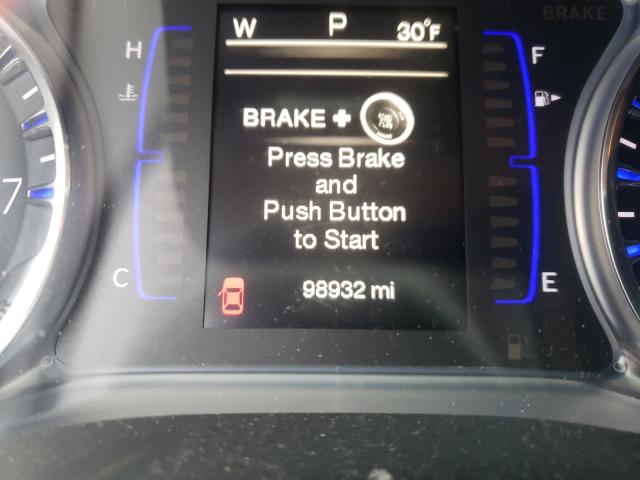 BRAKE
W P 30°F
H F
BRAKE +
Press Brake
and
Push Button
to Start
7
C E
98932 mi